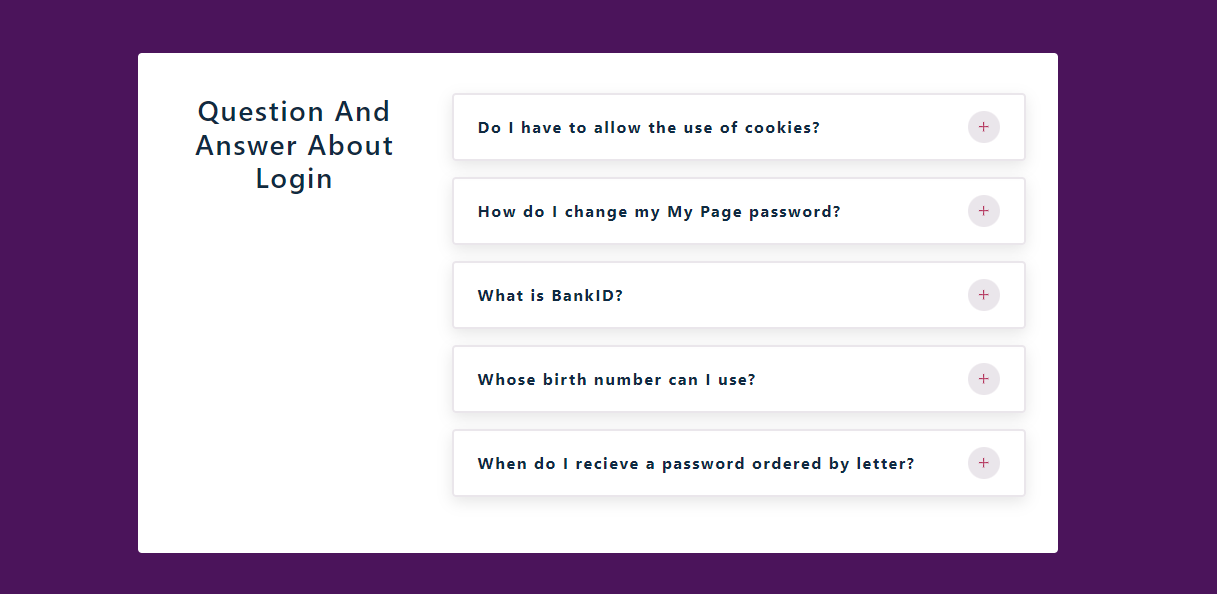 Question And
Answer About
Login
Do I have to allow the use of cookies?
+
How do I change my My Page password?
+
What is BankID?
+
Whose birth number can I use?
+
When do I recieve a password ordered by letter?
+